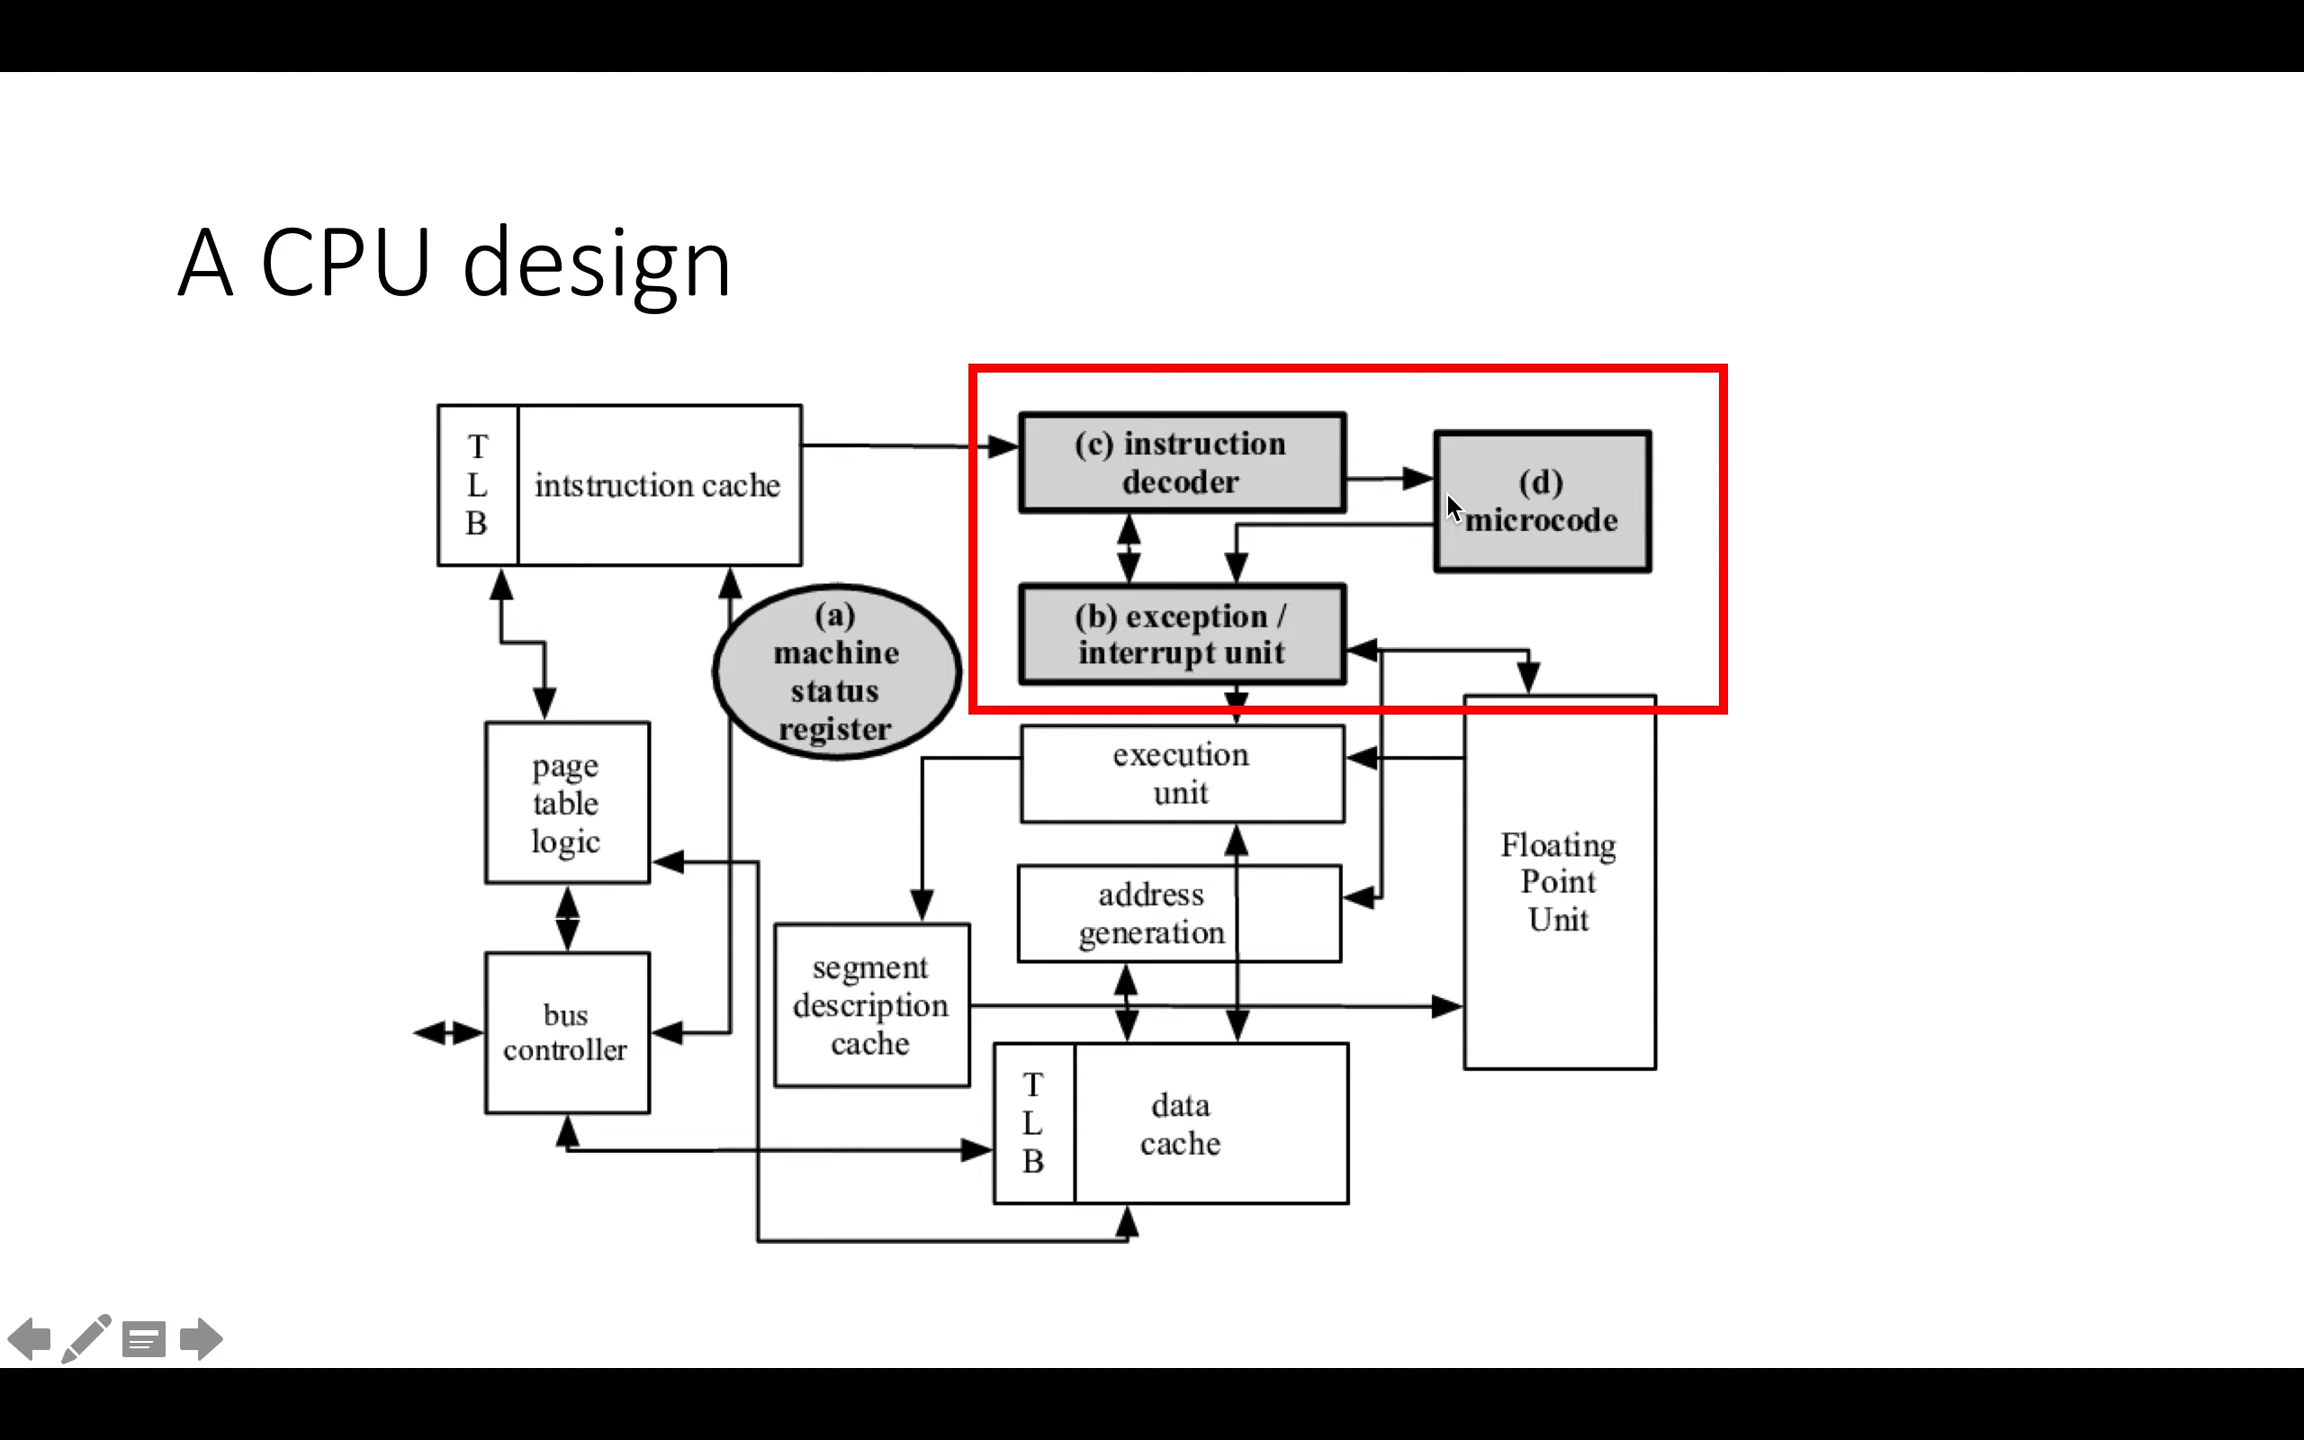 A CPU design
T
L
B
intstruction cache
(c) instruction
decoder
(d)
microcode
(a)
machine
status
register
(b) exception /
interrupt unit
page
table
logic
execution
unit
Floating
Point
Unit
address
generation
segment
description
cache
bus
controller
T
L
B
data
cache